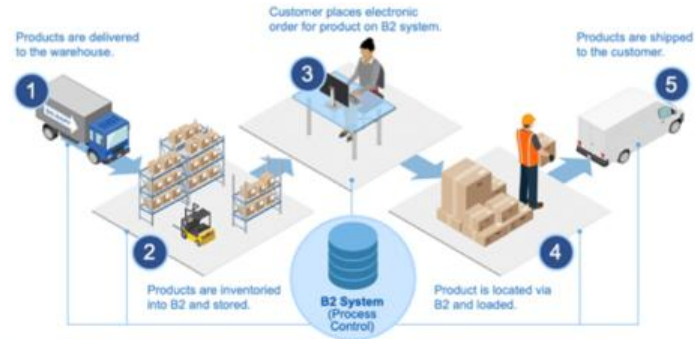 Products are delivered
to the warehouse.
1
Customer places electronic
order for product on B2 system.
3
Products are shipped
to the customer.
5
2
Products are inventoried
into B2 and stored.
B2 System
(Process
Control)
4
Product is located via
B2 and loaded.